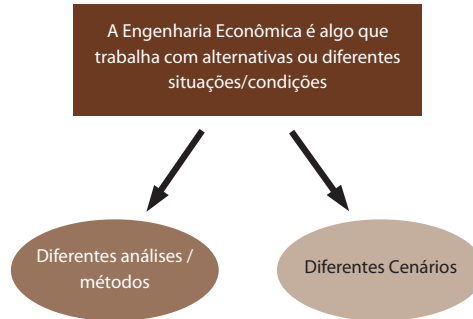 A Engenharia Econômica é algo que
trabalha com alternativas ou diferentes
situações/condições
Diferentes análises /
métodos
Diferentes Cenários